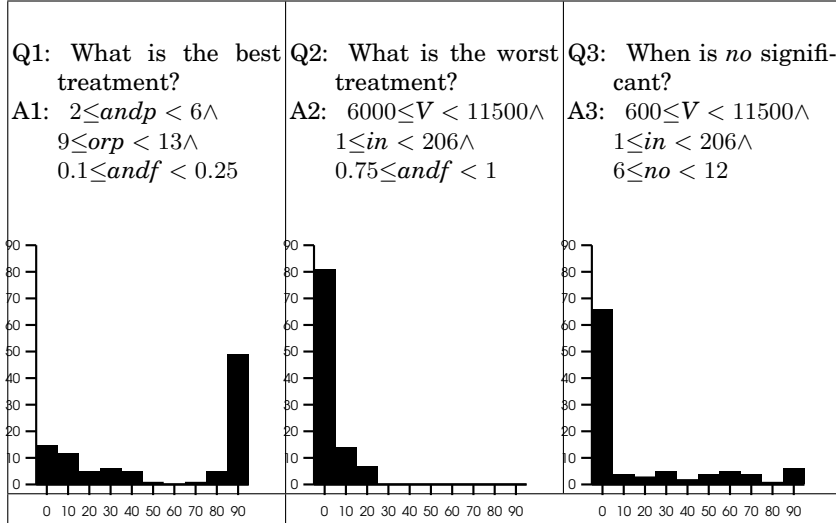 Q1: What is the best treatment?
A1: 2≤andp < 6∧
9≤orp < 13∧
0.1≤andf < 0.25
90
80
70
60
50
40
30
20
10
0
0 10 20 30 40 50 60 70 80 90
Q2: What is the worst treatment?
A2: 6000≤V < 11500∧
1≤in < 206∧
0.75≤andf < 1
90
80
70
60
50
40
30
20
10
0
0 10 20 30 40 50 60 70 80 90
Q3: When is no signifi-
cant?
A3: 600≤V < 11500∧
1≤in < 206∧
6≤no < 12
90
80
70
60
50
40
30
20
10
0
0 10 20 30 40 50 60 70 80 90